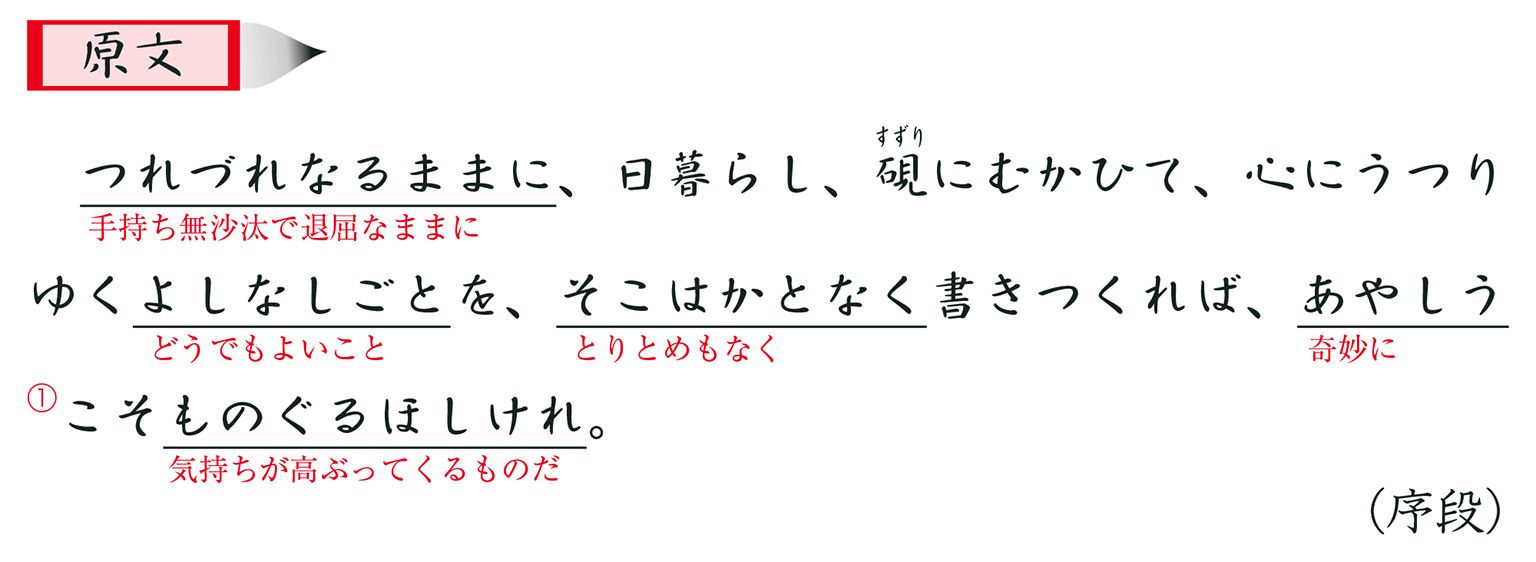 原文
すずり
つれづれなるままに、日暮らし、硯にむかひて、心にうつり
手持ち無沙汰で退屈なままに
ゆくよしなしごとを、そこはかとなく書きつくれば、あやしう
どうでもよいこと とりとめもなく 奇妙に
①こそものぐるほしけれ。
気持ちが高ぶってくるものだ
(序段)